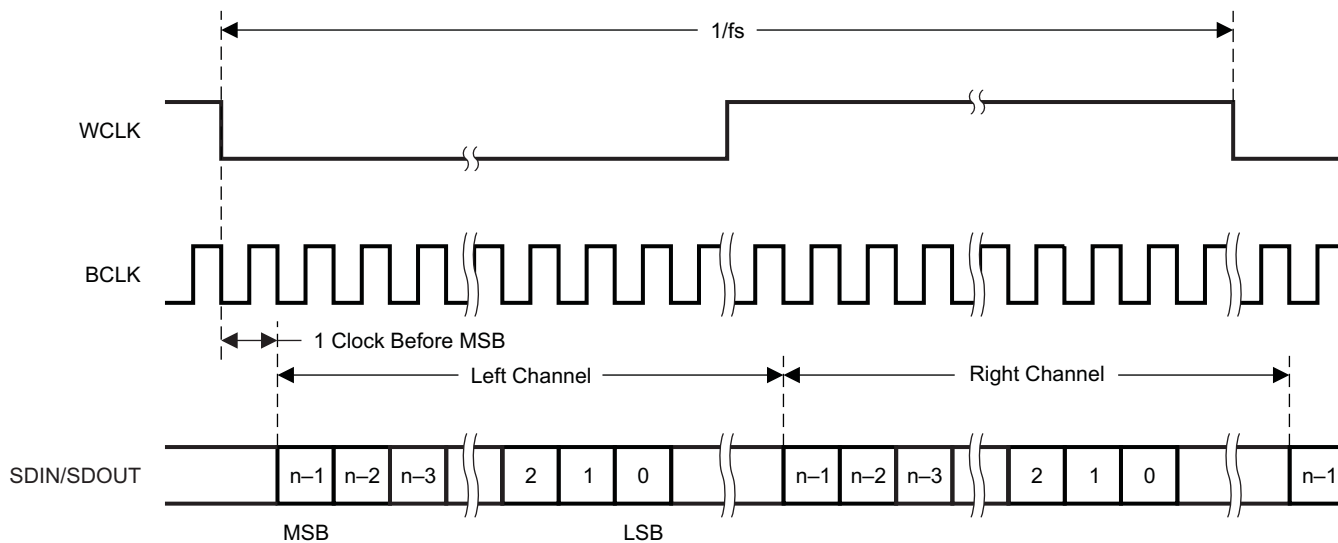 1/fs
WCLK
BCLK
1 Clock Before MSB
Left Channel
Right Channel
SDIN/SDOUT
n–1 n–2 n–3 2 1 0 n–1 n–2 n–3 2 1 0 n–1
MSB LSB